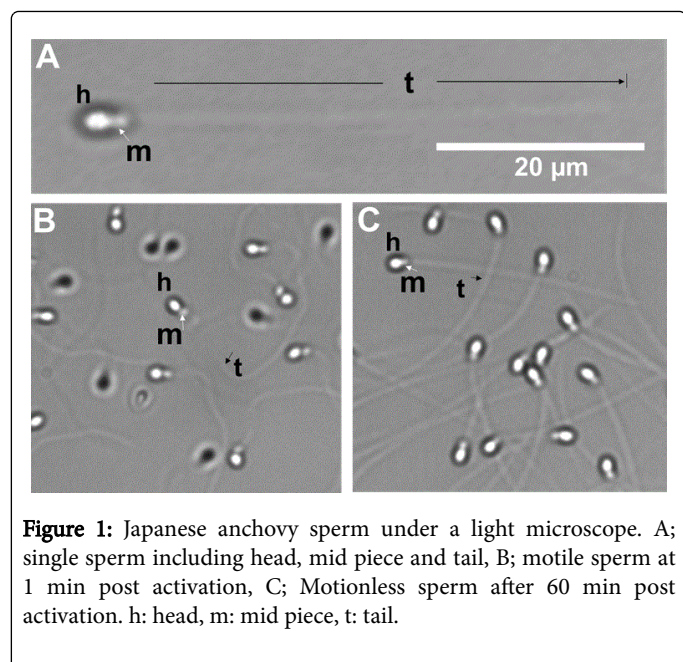 A
h
t
m
20 µm
B
h
m
t
C
h
m
t
Figure 1: Japanese anchovy sperm under a light microscope. A;
single sperm including head, mid piece and tail, B; motile sperm at
1 min post activation, C; Motionless sperm after 60 min post
activation. h: head, m: mid piece, t: tail.